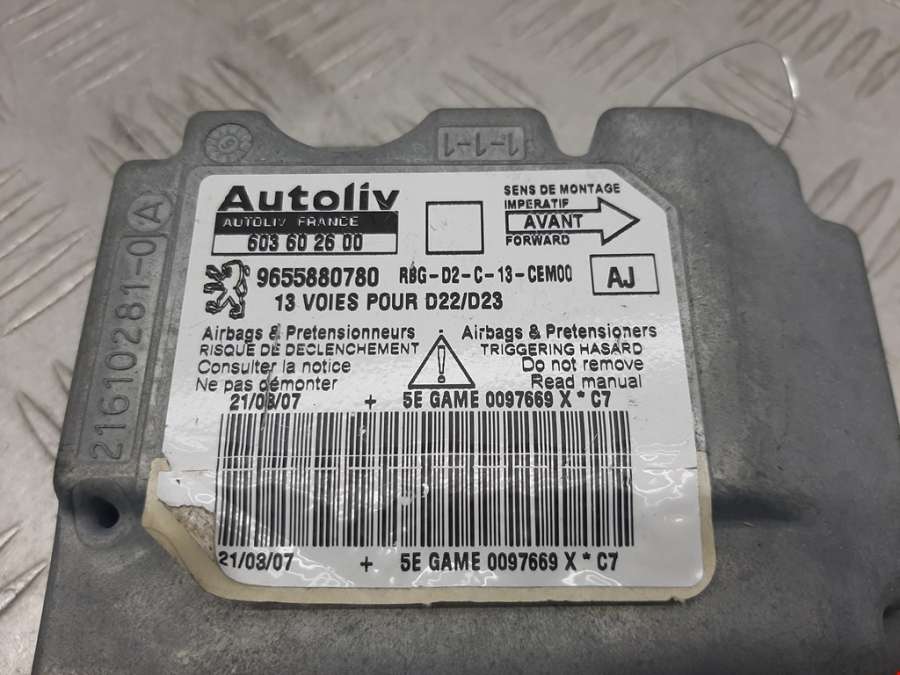 1-1-1
21610281-0 A
Autoliv
AUTOLIV FRANCE
603 60 26 00
SENS DE MONTAGE
IMPERATIF
AVANT
FORWARD
9655880780 RBG-D2-C-13-CEM00
AJ
13 VOIES POUR D22/D23
Airbags & Pretensionneurs
RISQUE DE DECLENCHEMENT
Consulter la notice
Ne pas démonter
Airbags & Pretensioners
TRIGGERING HASARD
Do not remove
Read manual
21/03/07 + 5E GAME 0097669 X * C7
21/03/07 + 5E GAME 0097669 X * C7